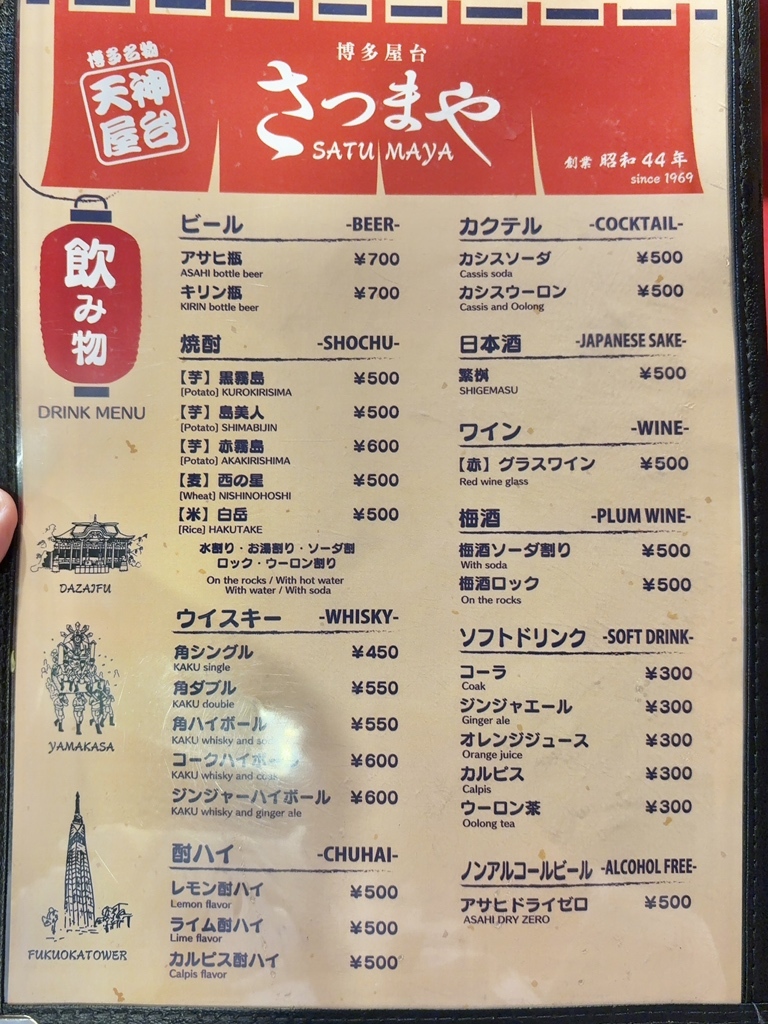 博多名物
天神
屋台
博多屋台
さつまや
SATU MAYA
創業 昭和44年
since 1969
飲み物
DRINK MENU
ビール -BEER-
アサヒ瓶 ¥700
ASAHI bottle beer
キリン瓶 ¥700
KIRIN bottle beer
焼酎 -SHOCHU-
【芋】黒霧島 ¥500
[Potato] KUROKIRISIMA
【芋】島美人 ¥500
[Potato] SHIMABIJIN
【芋】赤霧島 ¥600
[Potato] AKAKIRISHIMA
【麦】西の星 ¥500
[Wheat] NISHINOHOSHI
【米】白岳 ¥500
[Rice] HAKUTAKE
水割り・お湯割り・ソーダ割
ロック・ウーロン割り
On the rocks / With hot water
With water / With soda
ウイスキー -WHISKY-
角シングル ¥450
KAKU single
角ダブル ¥550
KAKU double
角ハイボール ¥550
KAKU whisky and
コークハイボール ¥600
KAKU whisky and
ジンジャーハイボール ¥600
KAKU whisky and ginger ale
酎ハイ -CHUHAI-
レモン酎ハイ ¥500
Lemon flavor
ライム酎ハイ ¥500
Lime flavor
カルピス酎ハイ ¥500
Calpis flavor
カクテル -COCKTAIL-
カシスソーダ ¥500
Cassis soda
カシスウーロン ¥500
Cassis and Oolong
日本酒 -JAPANESE SAKE-
繁桝 ¥500
SHIGEMASU
ワイン -WINE-
【赤】グラスワイン ¥500
Red wine glass
梅酒 -PLUM WINE-
梅酒ソーダ割り ¥500
With soda
梅酒ロック ¥500
On the rocks
ソフトドリンク -SOFT DRINK-
コーラ ¥300
Coak
ジンジャエール ¥300
Ginger ale
オレンジジュース ¥300
Orange juice
カルピス ¥300
Calpis
ウーロン茶 ¥300
Oolong tea
ノンアルコールビール -ALCOHOL FREE-
アサヒドライゼロ ¥500
ASAHI DRY ZERO
DAZAIFU
YAMAKASA
FUKUOKATOWER